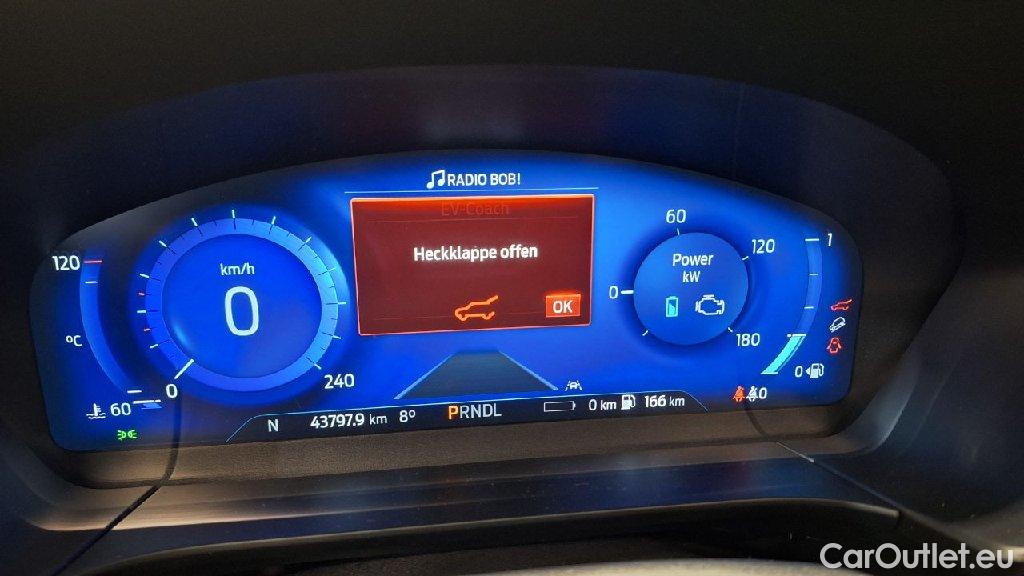 RADIO BOB!
EV-Coach
Heckklappe offen
OK
120
°C
60
km/h
0
0
240
60
120
Power
kW
0
180
1
0
0
N 43797.9 km 8° PRNDL 0 km 166 km
CarOutlet.eu